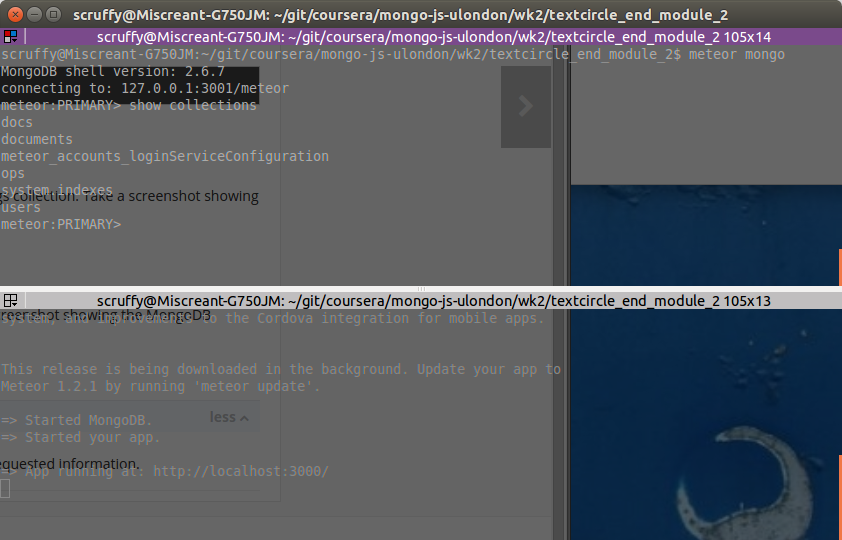 scruffy@Miscreant-G750JM: ~/git/coursera/mongo-js-ulondon/wk2/textcircle_end_module_2
scruffy@Miscreant-G750JM: ~/git/coursera/mongo-js-ulondon/wk2/textcircle_end_module_2 105x14
scruffy@Miscreant-G750JM:~/git/coursera/mongo-js-ulondon/wk2/textcircle_end_module_2$ meteor mongo
MongoDB shell version: 2.6.7
connecting to: 127.0.0.1:3001/meteor
meteor:PRIMARY> show collections
docs
documents
meteor_accounts_loginServiceConfiguration
ops
system.indexes
gs collection. Take a screenshot showing
users
meteor:PRIMARY>
scruffy@Miscreant-G750JM: ~/git/coursera/mongo-js-ulondon/wk2/textcircle_end_module_2 105x13
reenshot showing the MongoDB
system, and improvements to the Cordova integration for mobile apps.
This release is being downloaded in the background. Update your app to
Meteor 1.2.1 by running 'meteor update'.
=> Started MongoDB.
less
=> Started your app.
equested information.
=> App running at: http://localhost:3000/